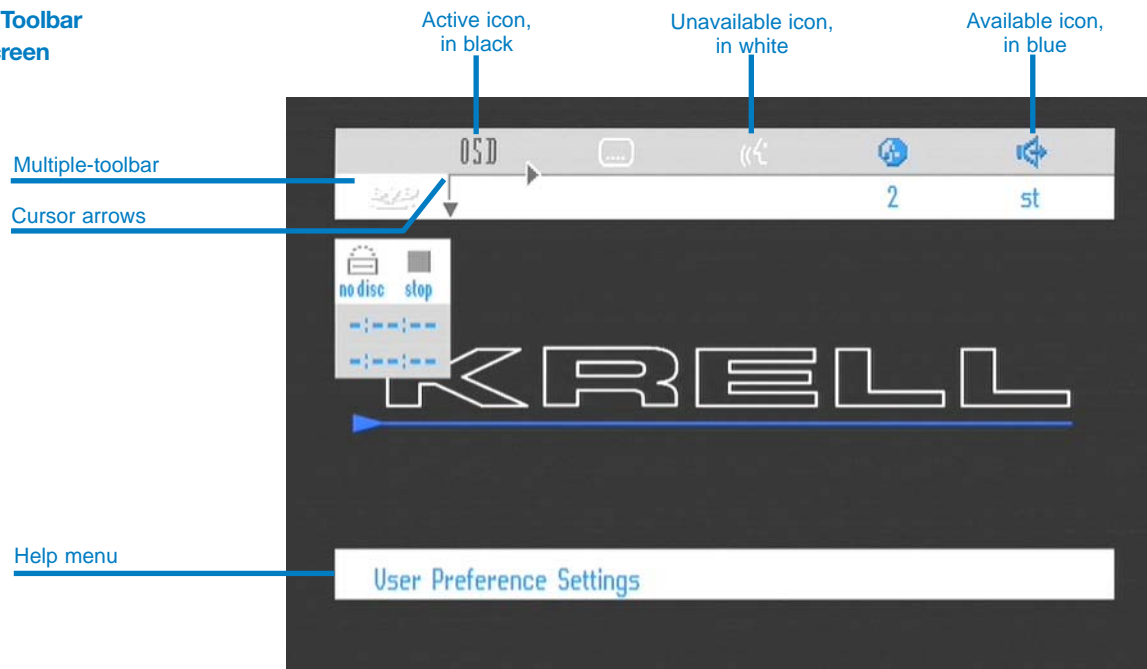 Toolbar
reen
Active icon,
in black
Unavailable icon,
in white
Available icon,
in blue
Multiple-toolbar
Cursor arrows
OSD
2
st
no disc stop
-:--:--
-:--:--
KRELL
Help menu
User Preference Settings